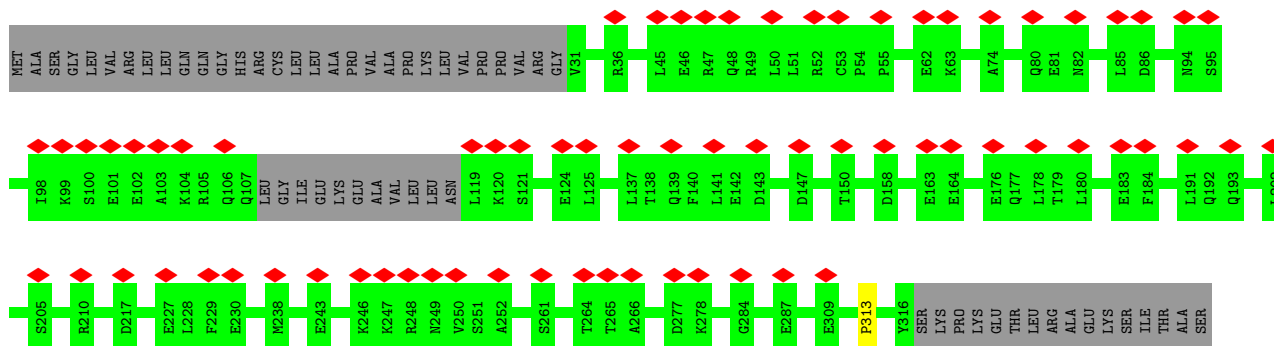 MET ALA SER GLY LEU VAL ARG LEU LEU GLN GLN GLY HIS ARG CYS LEU LEU ALA PRO VAL ALA PRO LYS LEU VAL PRO PRO VAL ARG GLY V31 R36 L45 E46 R47 Q48 R49 L50 L51 R52 C53 P54 P55 E62 K63 A74 Q80 E81 N82 L85 D86 N94 S95
I98 K99 S100 E101 E102 A103 K104 R105 Q106 Q107 LEU GLY ILE GLU LYS GLU ALA VAL LEU LEU ASN L119 K120 S121 E124 L125 L137 T138 Q139 F140 L141 E142 D143 D147 T150 D158 E163 E164 E176 Q177 L178 T179 L180 E183 F184 L191 Q192 Q193
S205 R210 D217 E227 L228 F229 E230 M238 E243 K246 K247 R248 N249 V250 S251 A252 S261 T264 T265 A266 D277 K278 G284 E287 E309 P313 Y316 SER LYS PRO LYS GLU THR LEU ARG ALA GLU LYS SER ILE THR ALA SER